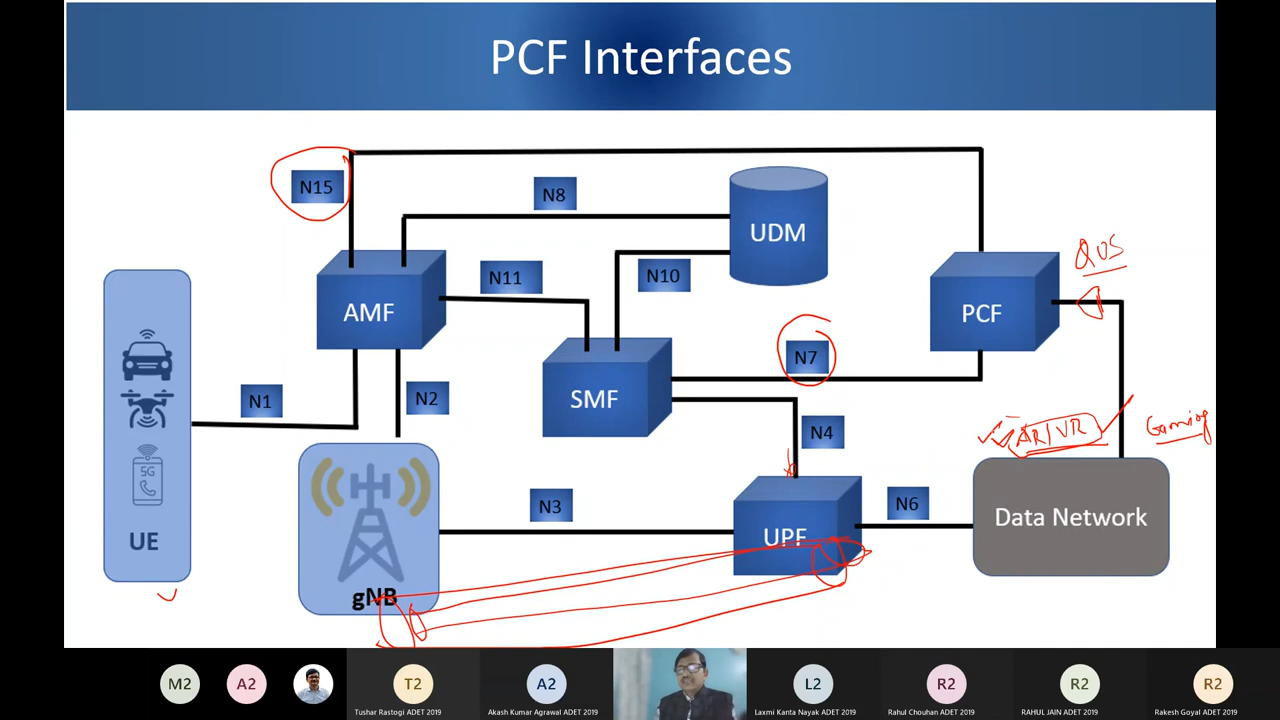 PCF Interfaces
N15
N8
UDM
QOS
N11
N10
AMF
PCF
N7
SMF
N1
N2
N4
AR/VR
Gaming
5G
N3
N6
UE
UPF
Data Network
gNB
M2
A2
T2
A2
L2
R2
R2
R2
Tushar Rastogi ADET 2019
Akash Kumar Agrawal ADET 2019
Laxmi Kanta Nayak ADET 2019
Rahul Chouhan ADET 2019
RAHUL JAIN ADET 2019
Rakesh Goyal ADET 2019